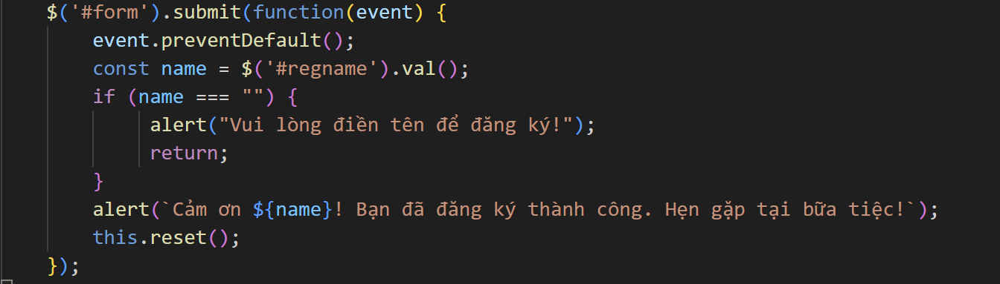 $('#form').submit(function(event) {
event.preventDefault();
const name = $('#regname').val();
if (name === "") {
alert("Vui lòng điền tên để đăng ký!");
return;
}
alert(`Cảm ơn ${name}! Bạn đã đăng ký thành công. Hẹn gặp tại bữa tiệc!`);
this.reset();
});